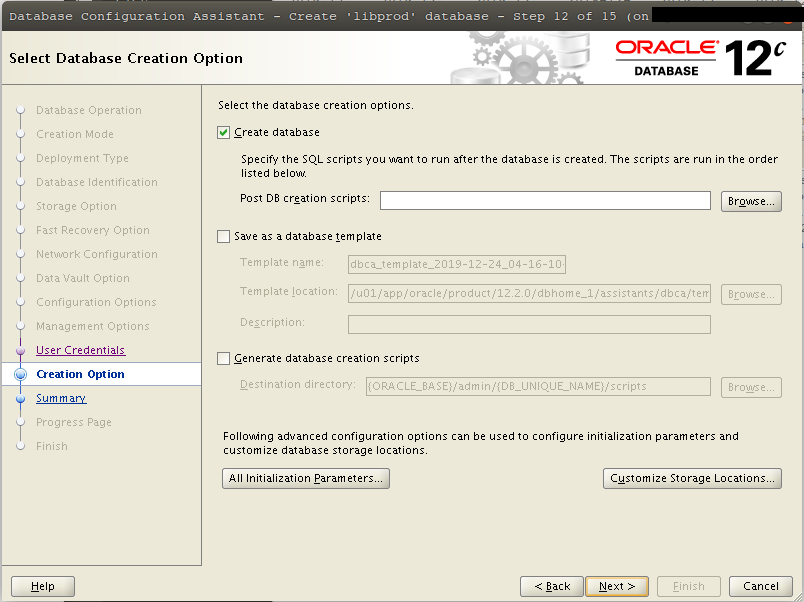 Database Configuration Assistant - Create 'libprod' database - Step 12 of 15 (on
Select Database Creation Option
ORACLE®
DATABASE
12c
Database Operation
Creation Mode
Deployment Type
Database Identification
Storage Option
Fast Recovery Option
Network Configuration
Data Vault Option
Configuration Options
Management Options
User Credentials
Creation Option
Summary
Progress Page
Finish
Select the database creation options.
Create database
Specify the SQL scripts you want to run after the database is created. The scripts are run in the order
listed below.
Post DB creation scripts:
Browse...
Save as a database template
Template name: dbca_template_2019-12-24_04-16-10-
Template location: /u01/app/oracle/product/12.2.0/dbhome_1/assistants/dbca/tem Browse...
Description:
Generate database creation scripts
Destination directory: {ORACLE_BASE}/admin/{DB_UNIQUE_NAME}/scripts Browse...
Following advanced configuration options can be used to configure initialization parameters and
customize database storage locations.
All Initialization Parameters... Customize Storage Locations...
Help < Back Next > Finish Cancel